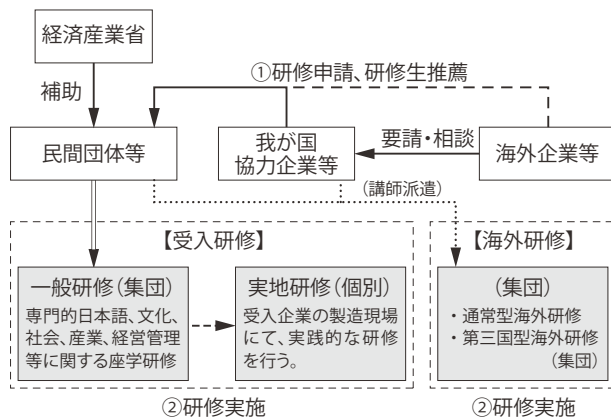 経済産業省
補助
①研修申請、研修生推薦
民間団体等
我が国
協力企業等
要請・相談
海外企業等
(講師派遣)
【受入研修】
【海外研修】
一般研修(集団)
専門的日本語、文化、
社会、産業、経営管理
等に関する座学研修
実地研修(個別)
受入企業の製造現場
にて、実践的な研修
を行う。
(集団)
・通常型海外研修
・第三国型海外研修
(集団)
②研修実施
②研修実施